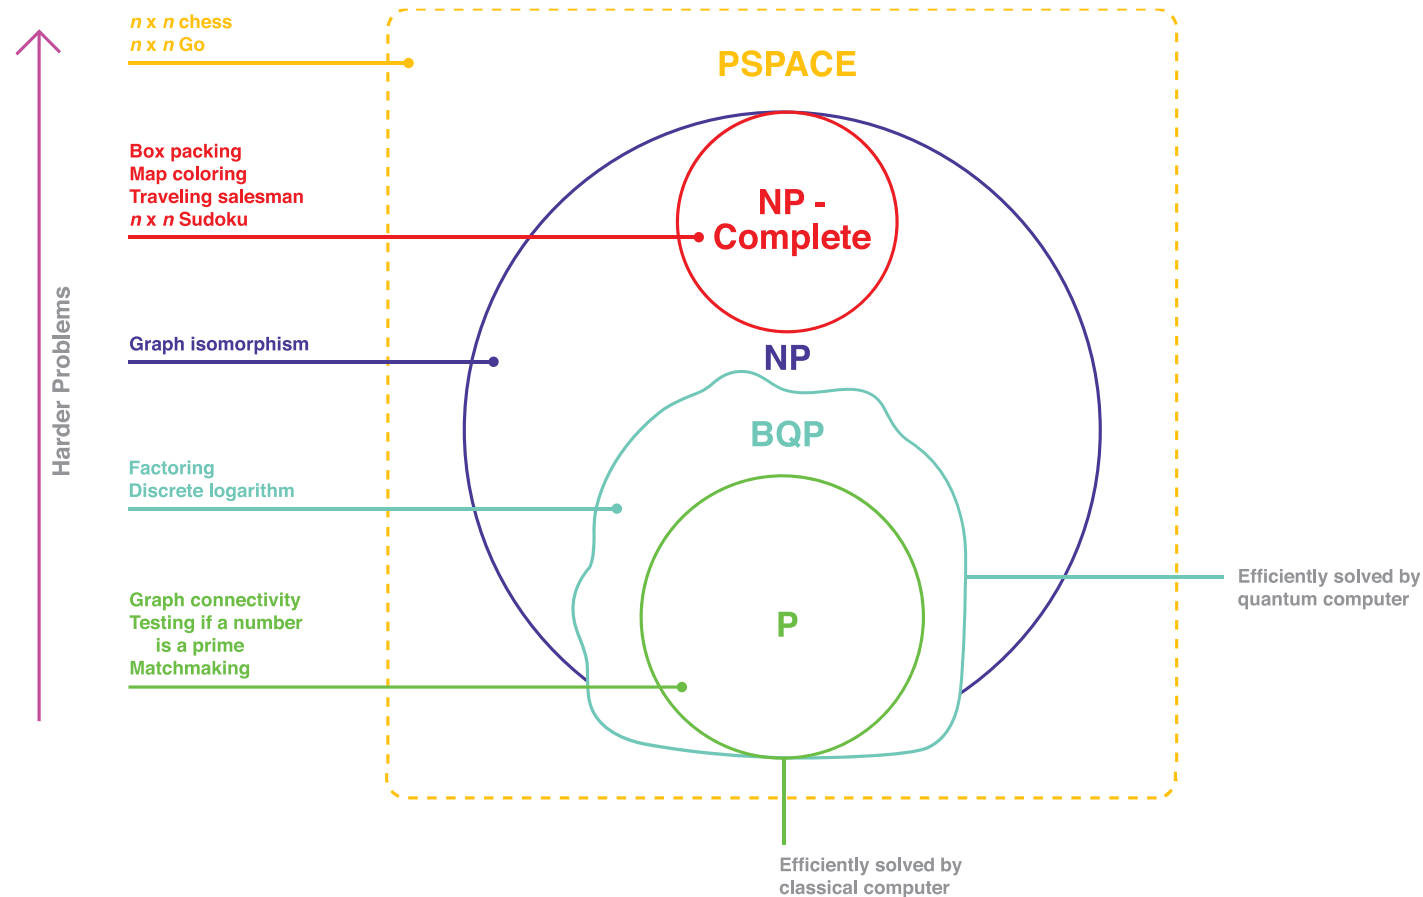 n x n chess
n x n Go
PSPACE
Box packing
Map coloring
Traveling salesman
n x n Sudoku
NP -
Complete
Harder Problems
Graph isomorphism
NP
BQP
Factoring
Discrete logarithm
Efficiently solved by
quantum computer
Graph connectivity
Testing if a number
is a prime
Matchmaking
P
Efficiently solved by
classical computer